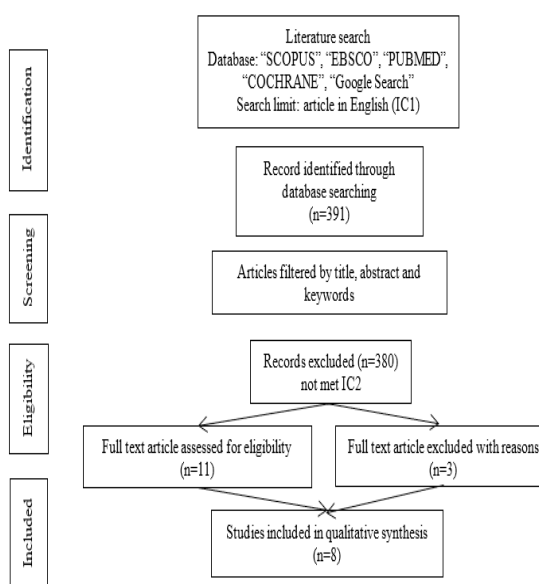 Identification
Literature search
Database: “SCOPUS”, “EBSCO”, “PUBMED”,
“COCHRANE”, “Google Search”
Search limit: article in English (IC1)
Record identified through
database searching
(n=391)
Screening
Articles filtered by title, abstract and
keywords
Eligibility
Records excluded (n=380)
not met IC2
Full text article assessed for eligibility
(n=11)
Full text article excluded with reasons
(n=3)
Included
Studies included in qualitative synthesis
(n=8)